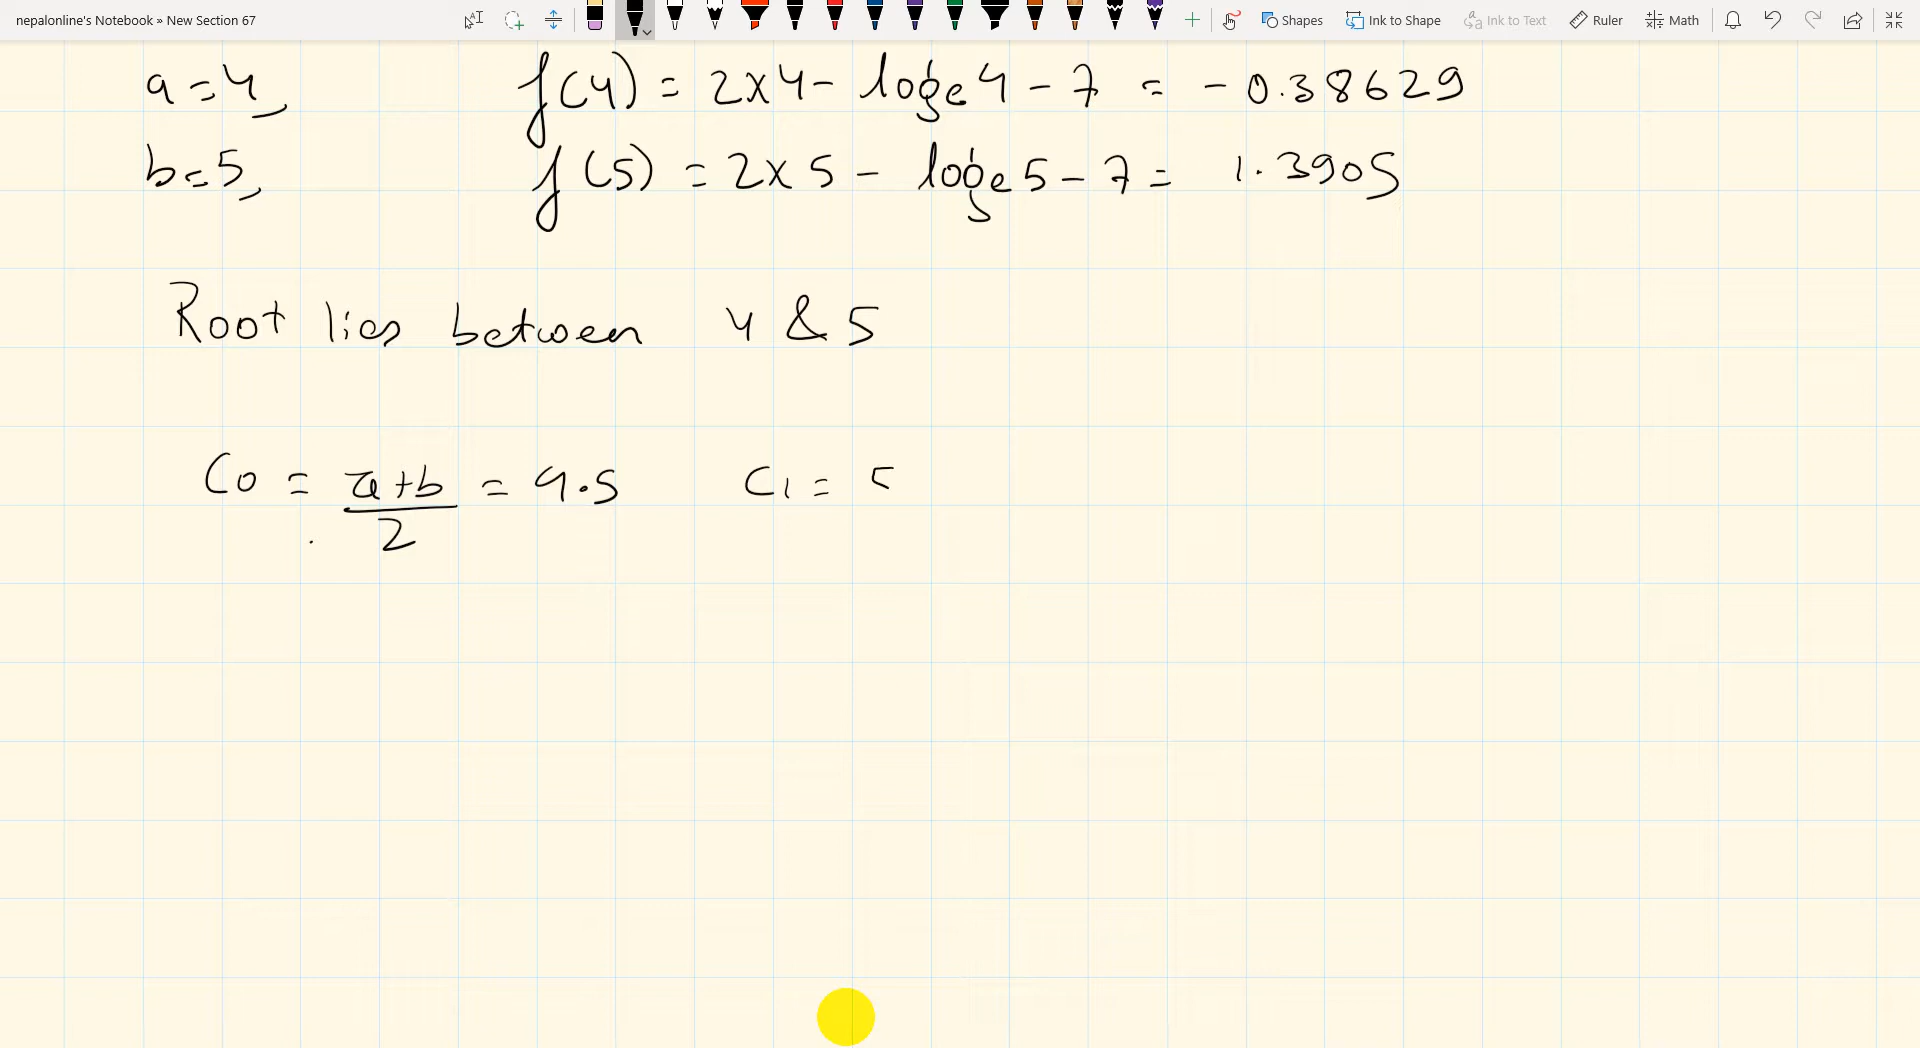 nepalonline's Notebook » New Section 67
Shapes Ink to Shape Ink to Text Ruler Math
a = 4, f(4) = 2x4 - loge4 - 7 = - 0.38629
b = 5, f(5) = 2x5 - loge5 - 7 = 1.3905
Root lies between 4 & 5
C0 = a+b/2 = 4.5 C1 =